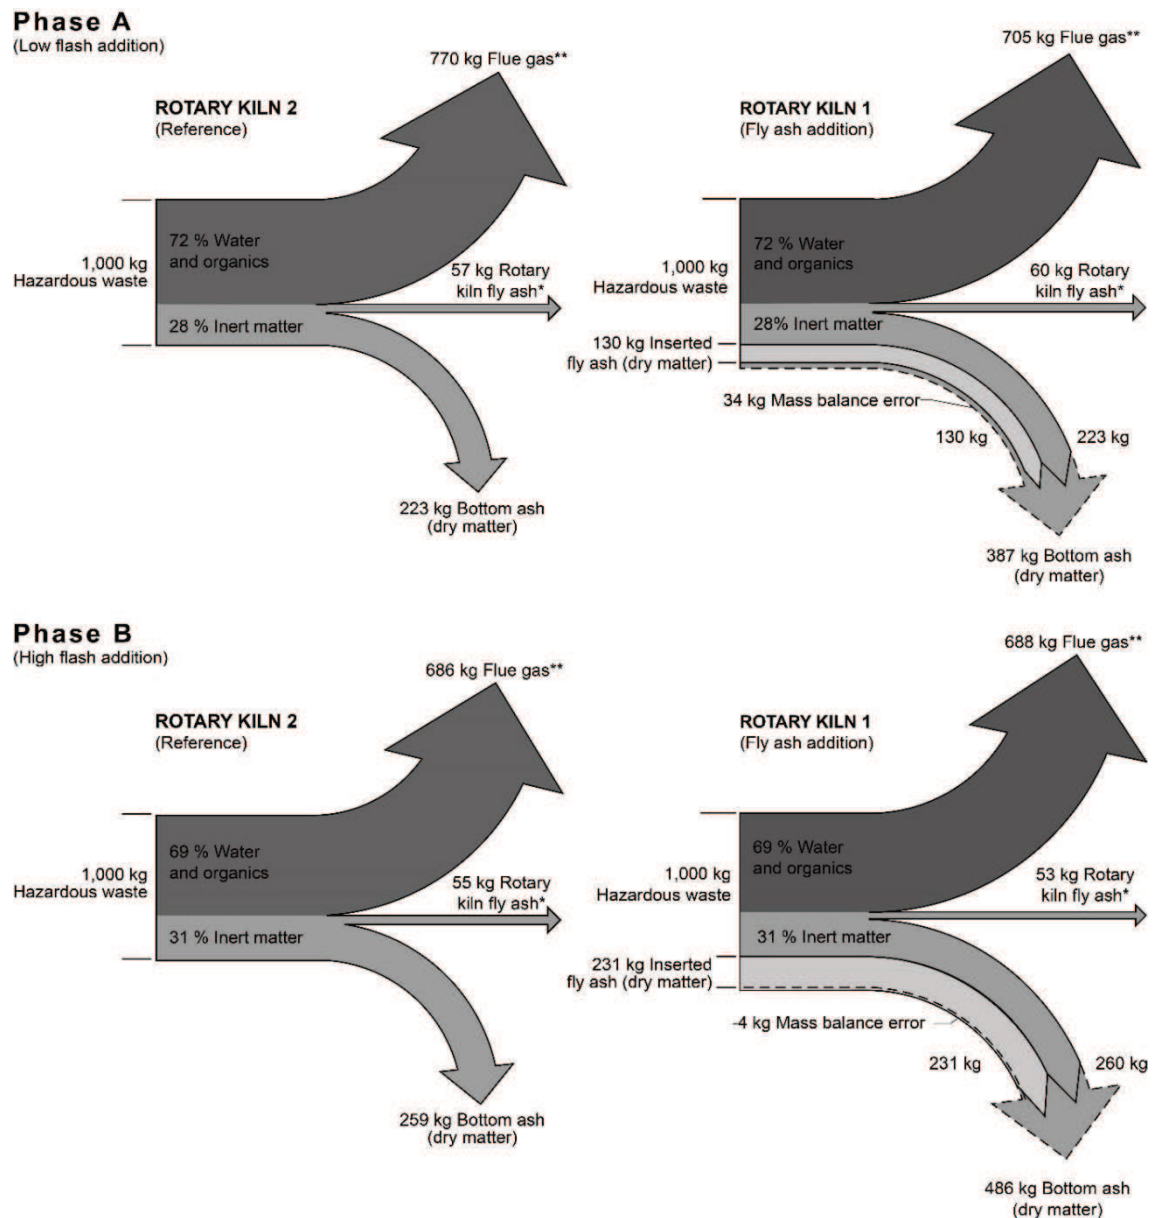 Phase A
(Low flash addition)
770 kg Flue gas**
ROTARY KILN 2
(Reference)
1,000 kg
Hazardous waste
72 % Water
and organics
57 kg Rotary
kiln fly ash*
28 % Inert matter
223 kg Bottom ash
(dry matter)
705 kg Flue gas**
ROTARY KILN 1
(Fly ash addition)
1,000 kg
Hazardous waste
72 % Water
and organics
60 kg Rotary
kiln fly ash*
28% Inert matter
130 kg Inserted
fly ash (dry matter)
34 kg Mass balance error
130 kg
223 kg
387 kg Bottom ash
(dry matter)
Phase B
(High flash addition)
686 kg Flue gas**
ROTARY KILN 2
(Reference)
1,000 kg
Hazardous waste
69 % Water
and organics
55 kg Rotary
kiln fly ash*
31 % Inert matter
259 kg Bottom ash
(dry matter)
688 kg Flue gas**
ROTARY KILN 1
(Fly ash addition)
1,000 kg
Hazardous waste
69 % Water
and organics
53 kg Rotary
kiln fly ash*
31 % Inert matter
231 kg Inserted
fly ash (dry matter)
-4 kg Mass balance error
231 kg
260 kg
486 kg Bottom ash
(dry matter)